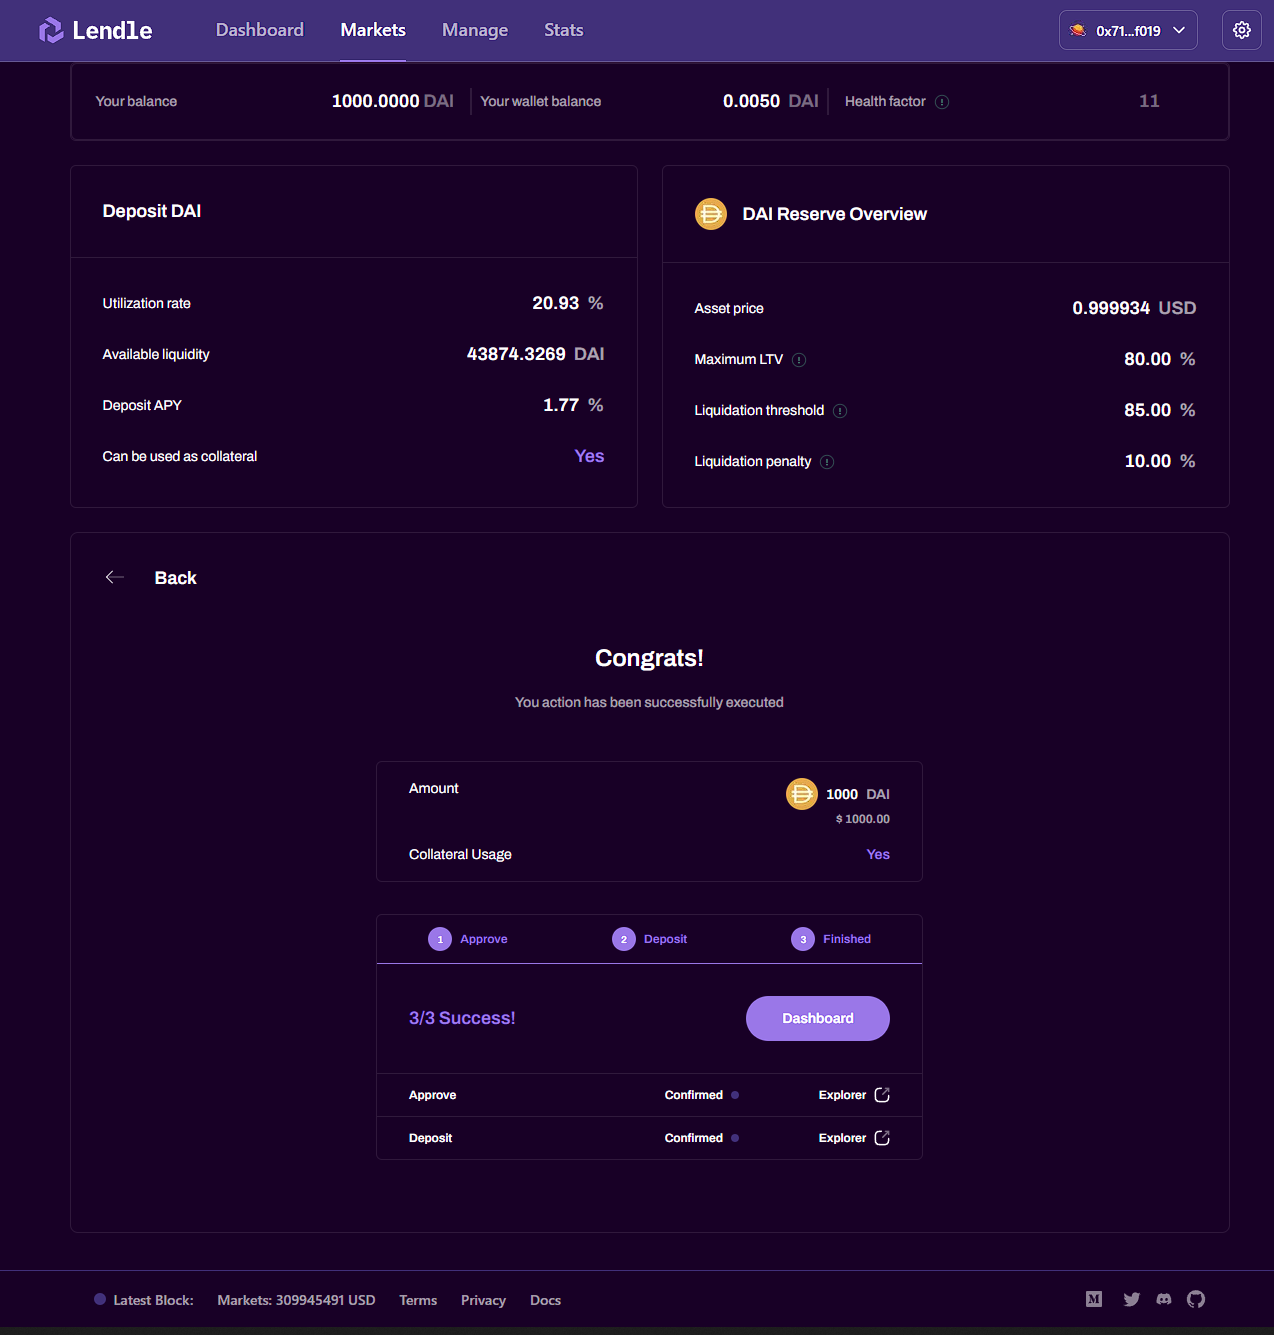 Lendle Dashboard Markets Manage Stats 0x71...f019
Your balance 1000.0000 DAI Your wallet balance 0.0050 DAI Health factor 11
Deposit DAI
Utilization rate 20.93 %
Available liquidity 43874.3269 DAI
Deposit APY 1.77 %
Can be used as collateral Yes
DAI Reserve Overview
Asset price 0.999934 USD
Maximum LTV 80.00 %
Liquidation threshold 85.00 %
Liquidation penalty 10.00 %
Back
Congrats!
You action has been successfully executed
Amount 1000 DAI
$ 1000.00
Collateral Usage Yes
1 Approve 2 Deposit 3 Finished
3/3 Success! Dashboard
Approve Confirmed Explorer
Deposit Confirmed Explorer
Latest Block: Markets: 309945491 USD Terms Privacy Docs